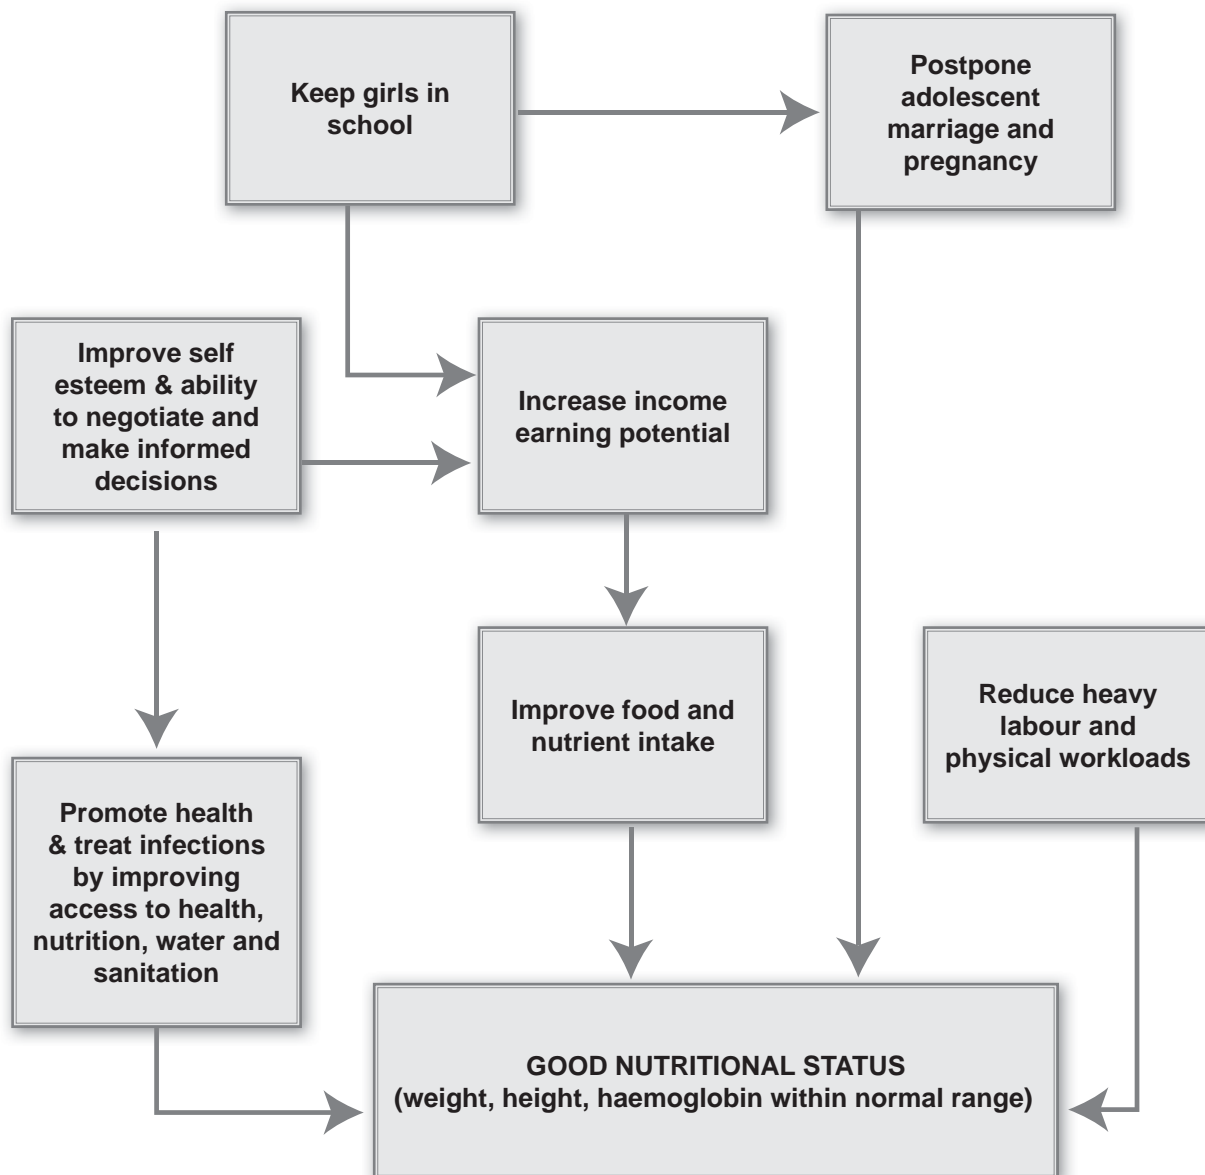 Keep girls in
school
Postpone
adolescent
marriage and
pregnancy
Improve self
esteem & ability
to negotiate and
make informed
decisions
Increase income
earning potential
Improve food and
nutrient intake
Reduce heavy
labour and
physical workloads
Promote health
& treat infections
by improving
access to health,
nutrition, water and
sanitation
GOOD NUTRITIONAL STATUS
(weight, height, haemoglobin within normal range)